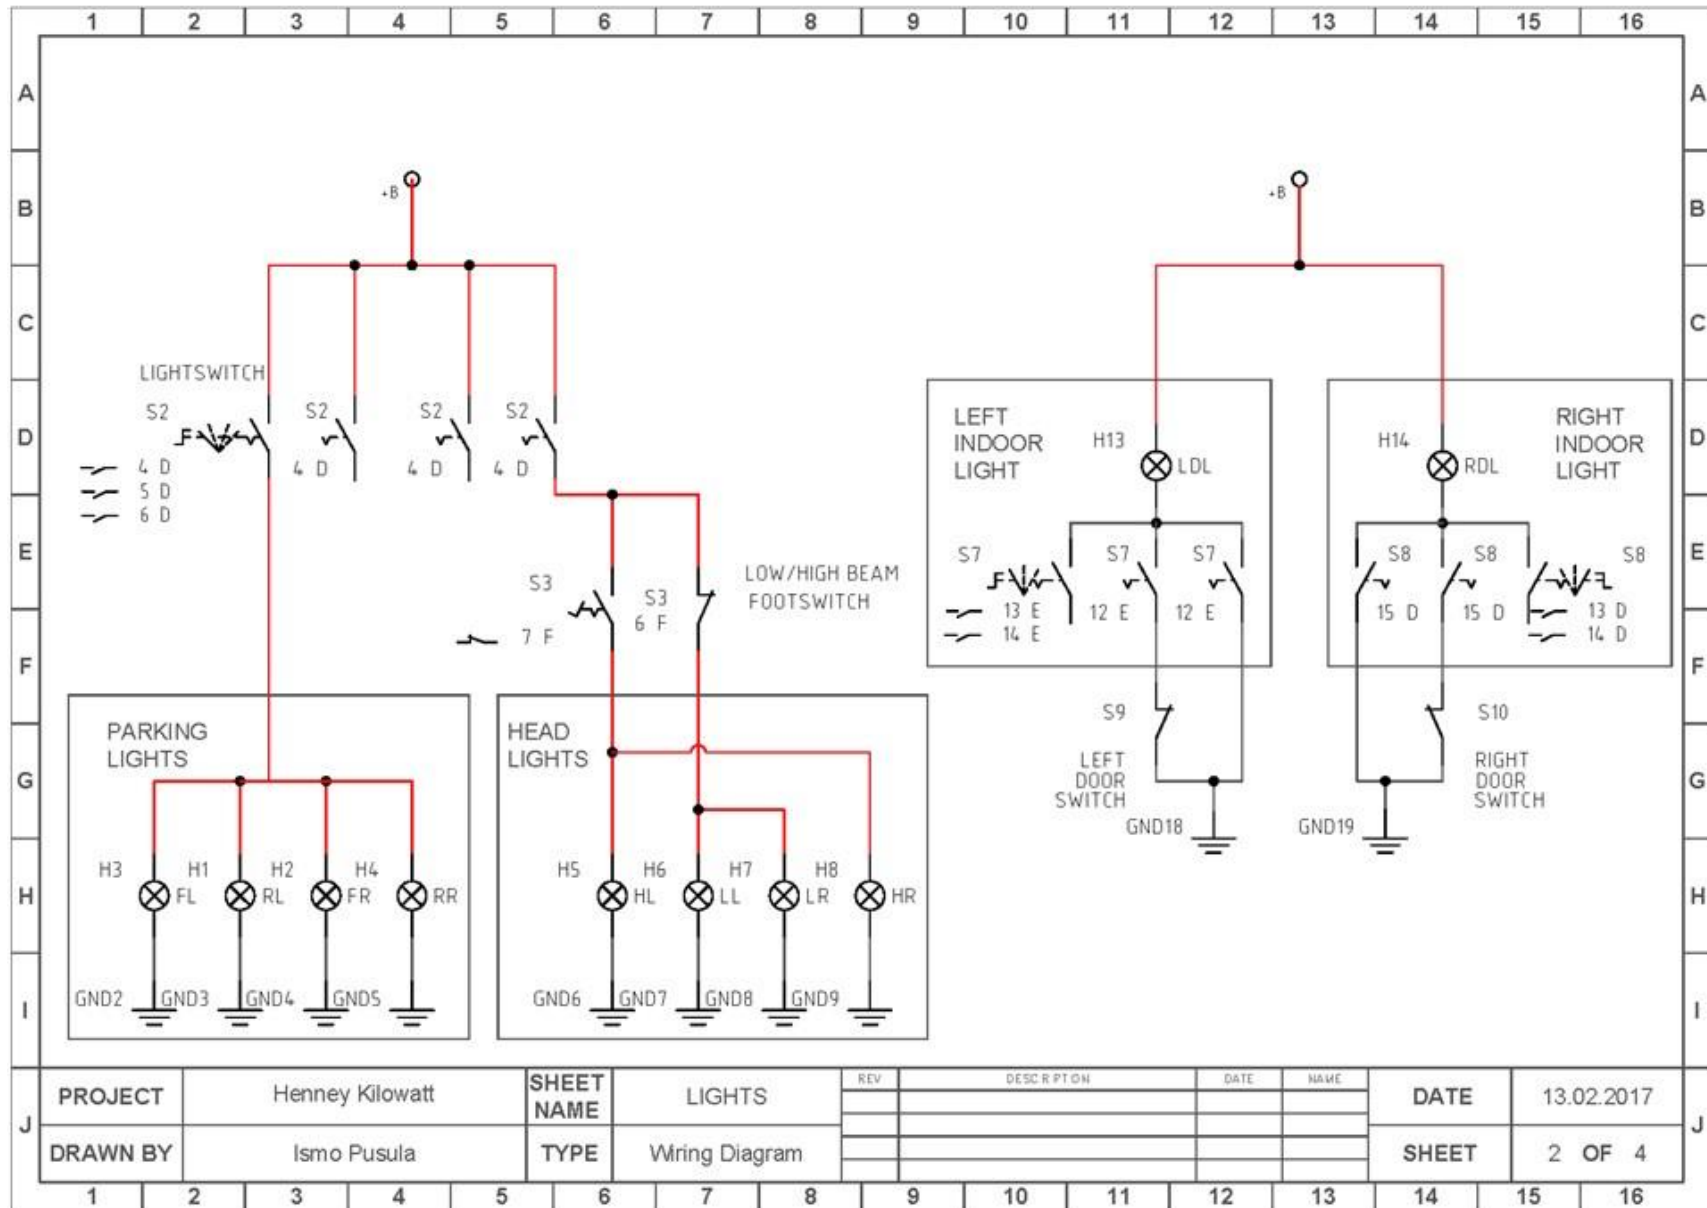 1 2 3 4 5 6 7 8 9 10 11 12 13 14 15 16
A A
B B
C C
D D
E E
F F
G G
H H
I I
J J
+B
+B
LIGHTSWITCH
S2 S2 S2 S2
4 D 4 D 4 D
4 D
5 D
6 D
S3 S3
6 F
7 F
LOW/HIGH BEAM
FOOTSWITCH
PARKING
LIGHTS
H3 H1 H2 H4
FL RL FR RR
GND2 GND3 GND4 GND5
HEAD
LIGHTS
H5 H6 H7 H8
HL LL LR HR
GND6 GND7 GND8 GND9
LEFT
INDOOR
LIGHT
H13
LDL
S7 S7 S7
13 E 12 E 12 E
14 E
S9
LEFT
DOOR
SWITCH
GND18
RIGHT
INDOOR
LIGHT
H14
RDL
S8 S8 S8
15 D 15 D 13 D
14 D
S10
RIGHT
DOOR
SWITCH
GND19
PROJECT Henney Kilowatt SHEET NAME LIGHTS
DRAWN BY Ismo Pusula TYPE Wiring Diagram
REV DESCRPTON DATE NAME
DATE 13.02.2017
SHEET 2 OF 4
1 2 3 4 5 6 7 8 9 10 11 12 13 14 15 16